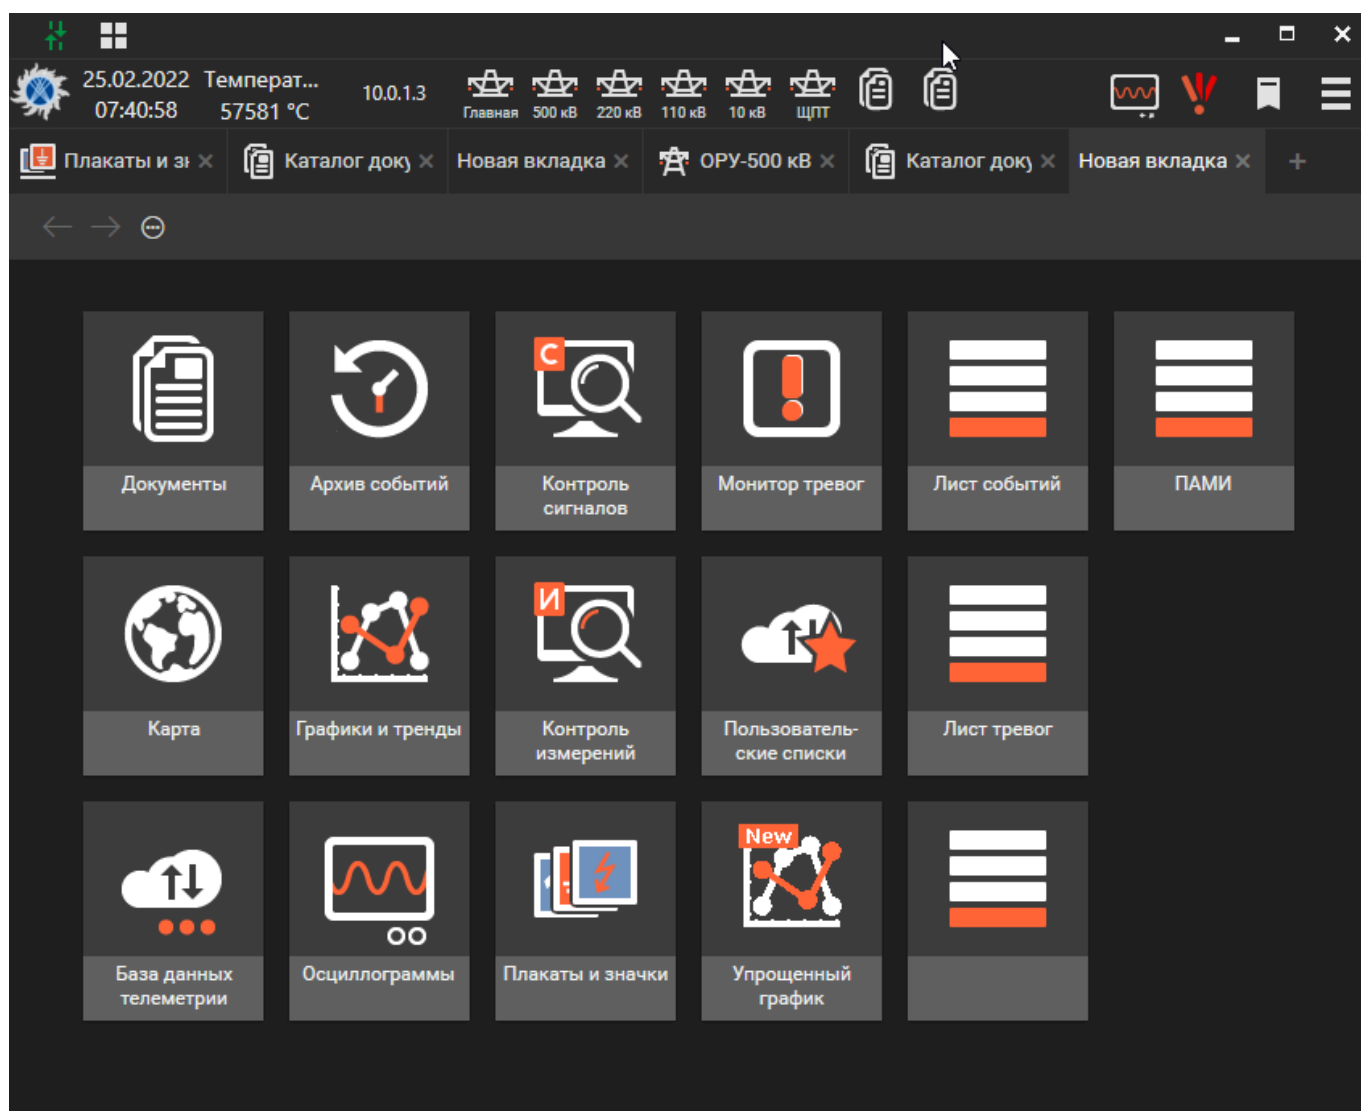 25.02.2022 Температ...
07:40:58 57581 °C
10.0.1.3
Главная 500 кВ 220 кВ 110 кВ 10 кВ ЩПТ
Плакаты и зн
Каталог доку
Новая вкладка
ОРУ-500 кВ
Каталог доку
Новая вкладка
Документы
Архив событий
С
Контроль
сигналов
Монитор тревог
Лист событий
ПАМИ
Карта
Графики и тренды
И
Контроль
измерений
Пользователь-
ские списки
Лист тревог
База данных
телеметрии
Осциллограммы
Плакаты и значки
New
Упрощенный
график